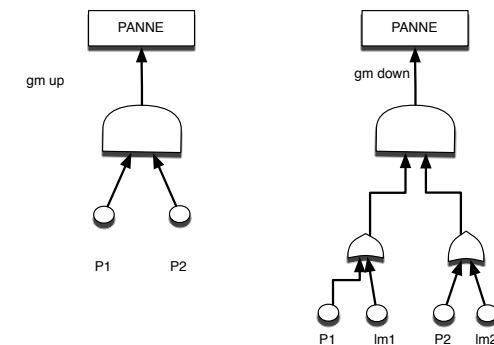 PANNE
gm up
P1
P2
PANNE
gm down
P1
lm1
P2
lm2